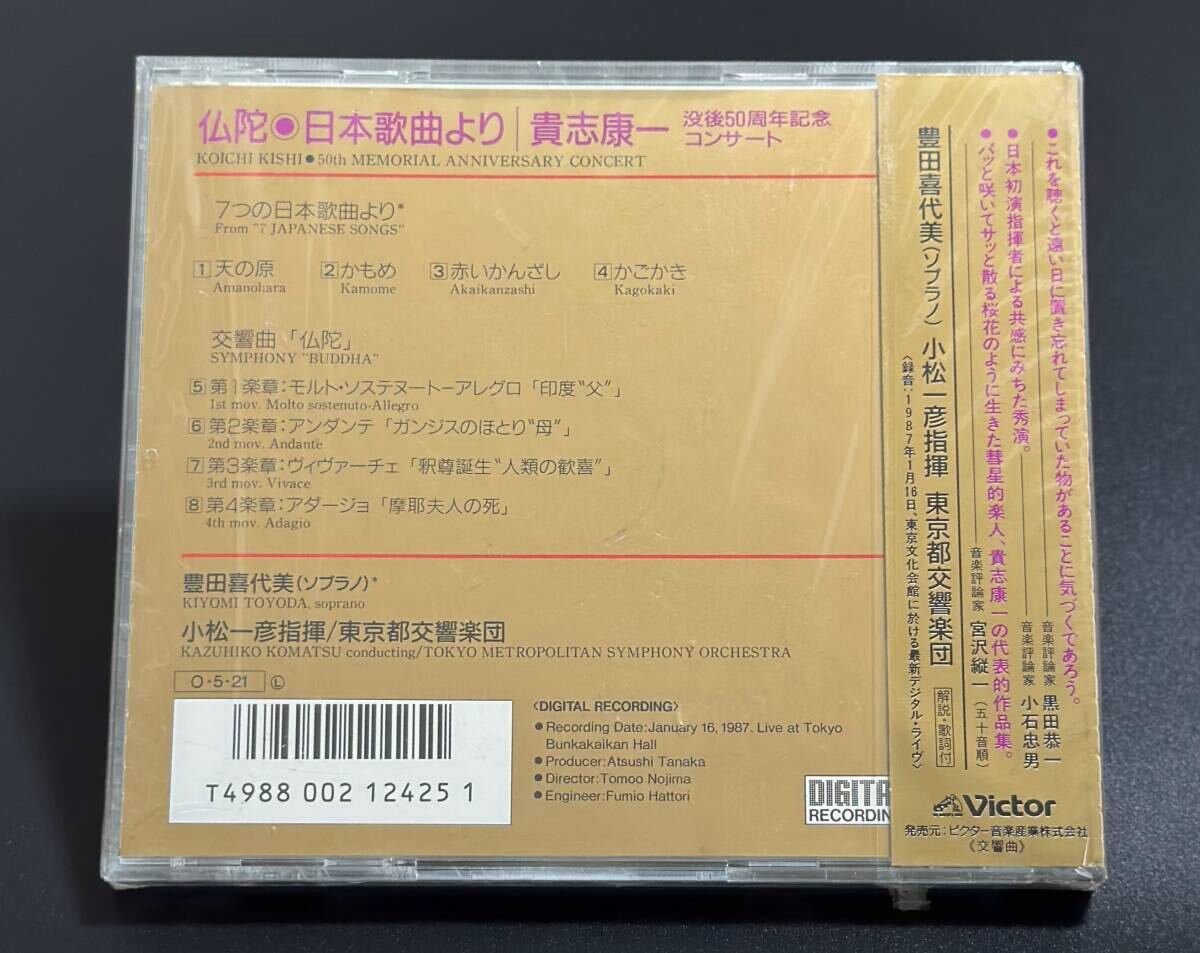 仏陀●日本歌曲より|貴志康一 没後50周年記念
コンサート
KOICHI KISHI●50th MEMORIAL ANNIVERSARY CONCERT
7つの日本歌曲より*
From "7 JAPANESE SONGS"
1 天の原 2 かもめ 3 赤いかんざし 4 かごかき
Amanohara Kamome Akaikanzashi Kagokaki
交響曲「仏陀」
SYMPHONY "BUDDHA"
5 第1楽章:モルト・ソステヌート―アレグロ「印度“父”」
1st mov. Molto sostenuto-Allegro
6 第2楽章:アンダンテ「ガンジスのほとり“母”」
2nd mov. Andante
7 第3楽章:ヴィヴァーチェ「釈尊誕生“人類の歓喜”」
3rd mov. Vivace
8 第4楽章:アダージョ「摩耶夫人の死」
4th mov. Adagio
豊田喜代美(ソプラノ)*
KIYOMI TOYODA, soprano
小松一彦指揮/東京都交響楽団
KAZUHIKO KOMATSU conducting/TOKYO METROPOLITAN SYMPHONY ORCHESTRA
O・5・21 Ⓛ
T4988 002 12425 1
〈DIGITAL RECORDING〉
●Recording Date:January 16, 1987. Live at Tokyo
Bunkakaikan Hall
●Producer:Atsushi Tanaka
●Director:Tomoo Nojima
●Engineer:Fumio Hattori
DIGITA
RECORDIN
●これを聴くと遠い日に置き忘れてしまっていた物があることに気づくであろう。
音楽評論家 黒田恭一
●日本初演指揮者による共感にみちた秀演。
音楽評論家 小石忠男
●パッと咲いてサッと散る桜花のように生きた彗星的楽人、貴志康一の代表的作品集。
音楽評論家 宮沢縦一(五十音順)
豊田喜代美(ソプラノ) 小松一彦指揮 東京都交響楽団 解説・歌詞付
〈録音:1987年1月16日、東京文化会館に於ける最新デジタル・ライヴ〉
Victor
発売元:ビクター音楽産業株式会社
《交響曲》